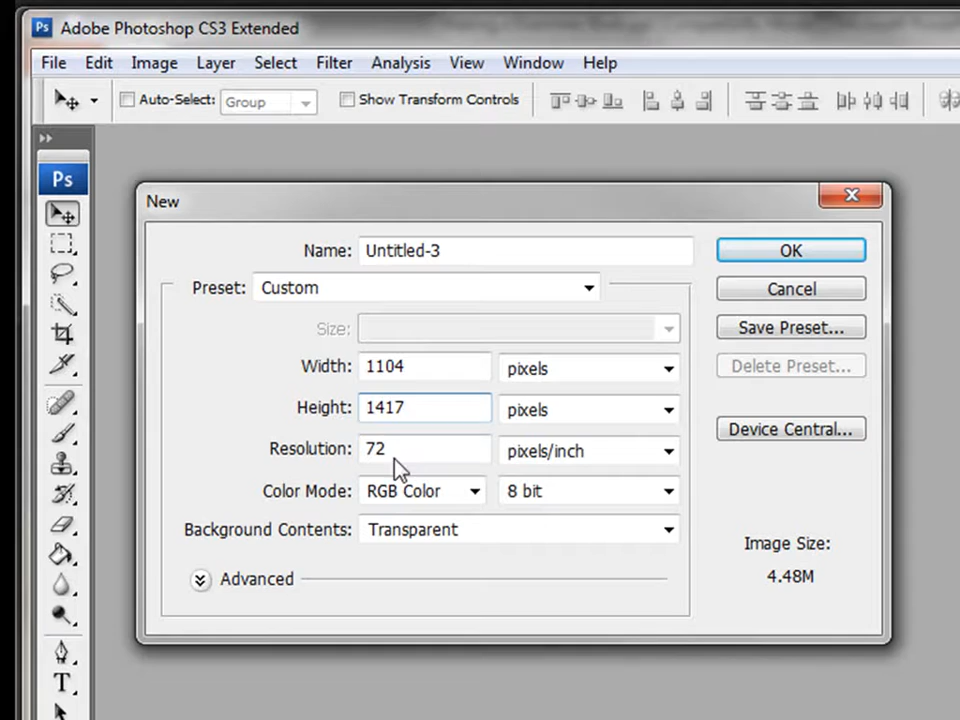 Ps Adobe Photoshop CS3 Extended
File Edit Image Layer Select Filter Analysis View Window Help
Auto-Select: Group Show Transform Controls
Ps
New
Name: Untitled-3 OK
Preset: Custom Cancel
Size: Save Preset...
Width: 1104 pixels Delete Preset...
Height: 1417 pixels
Resolution: 72 pixels/inch Device Central...
Color Mode: RGB Color 8 bit
Background Contents: Transparent
Image Size:
4.48M
Advanced
T